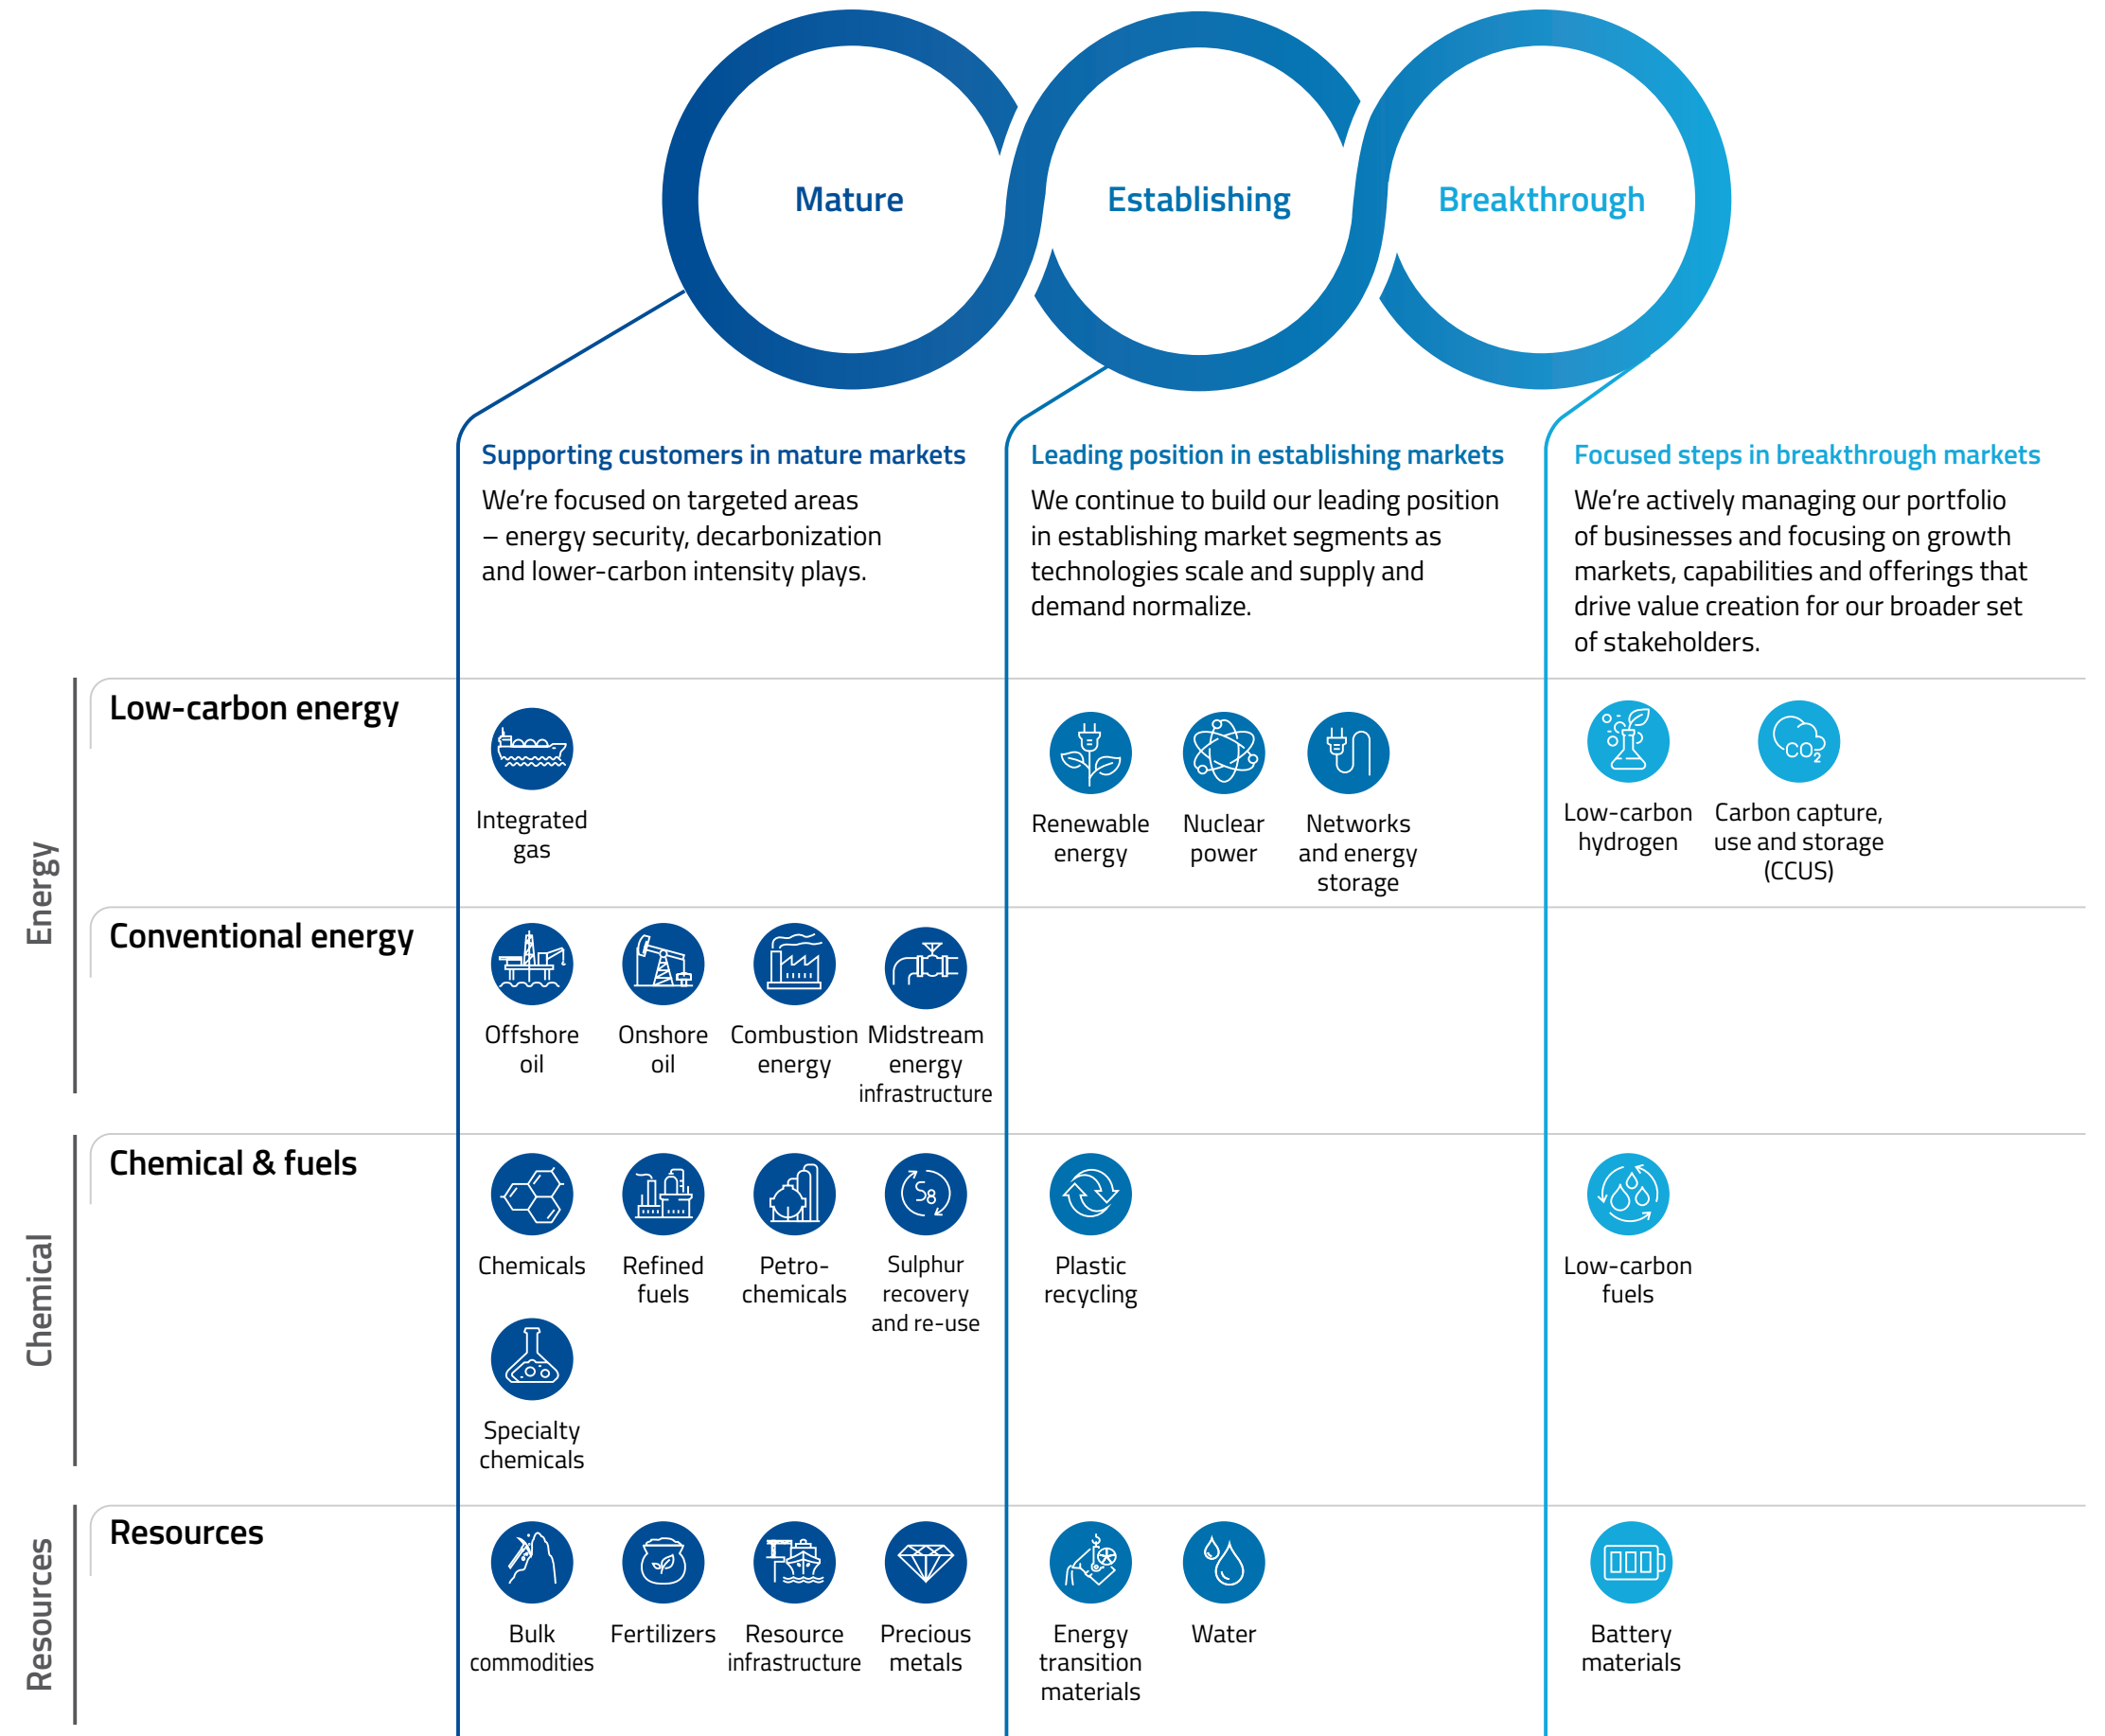 Mature
Establishing
Breakthrough
Supporting customers in mature markets
We’re focused on targeted areas
– energy security, decarbonization
and lower-carbon intensity plays.
Leading position in establishing markets
We continue to build our leading position
in establishing market segments as
technologies scale and supply and
demand normalize.
Focused steps in breakthrough markets
We’re actively managing our portfolio
of businesses and focusing on growth
markets, capabilities and offerings that
drive value creation for our broader set
of stakeholders.
Energy
Low-carbon energy
Integrated
gas
Renewable
energy
Nuclear
power
Networks
and energy
storage
Low-carbon
hydrogen
CO2
Carbon capture,
use and storage
(CCUS)
Conventional energy
Offshore
oil
Onshore
oil
Combustion
energy
Midstream
energy
infrastructure
Chemical
Chemical & fuels
Chemicals
Refined
fuels
Petro-
chemicals
S8
Sulphur
recovery
and re-use
Specialty
chemicals
Plastic
recycling
Low-carbon
fuels
Resources
Resources
Bulk
commodities
Fertilizers
Resource
infrastructure
Precious
metals
Energy
transition
materials
Water
Battery
materials